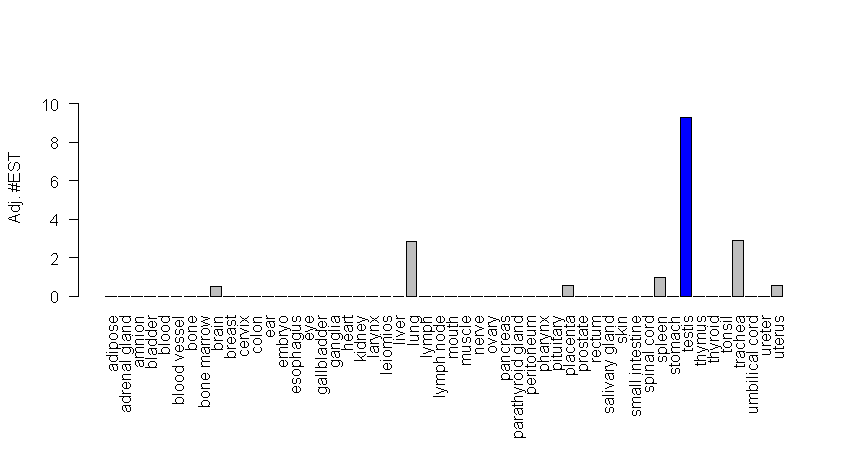 10
8
6
4
2
0
Adj. #EST
adipose
adrenal gland
amnion
bladder
blood
blood vessel
bone
bone marrow
brain
breast
cervix
colon
ear
embryo
esophagus
eye
gallbladder
ganglia
heart
kidney
larynx
leiomios
liver
lung
lymph
lymph node
mouth
muscle
nerve
ovary
pancreas
parathyroid gland
peritoneum
pharynx
pituitary
placenta
prostate
rectum
salivary gland
skin
small intestine
spinal cord
spleen
stomach
testis
thymus
thyroid
tonsil
trachea
umbilical cord
ureter
uterus